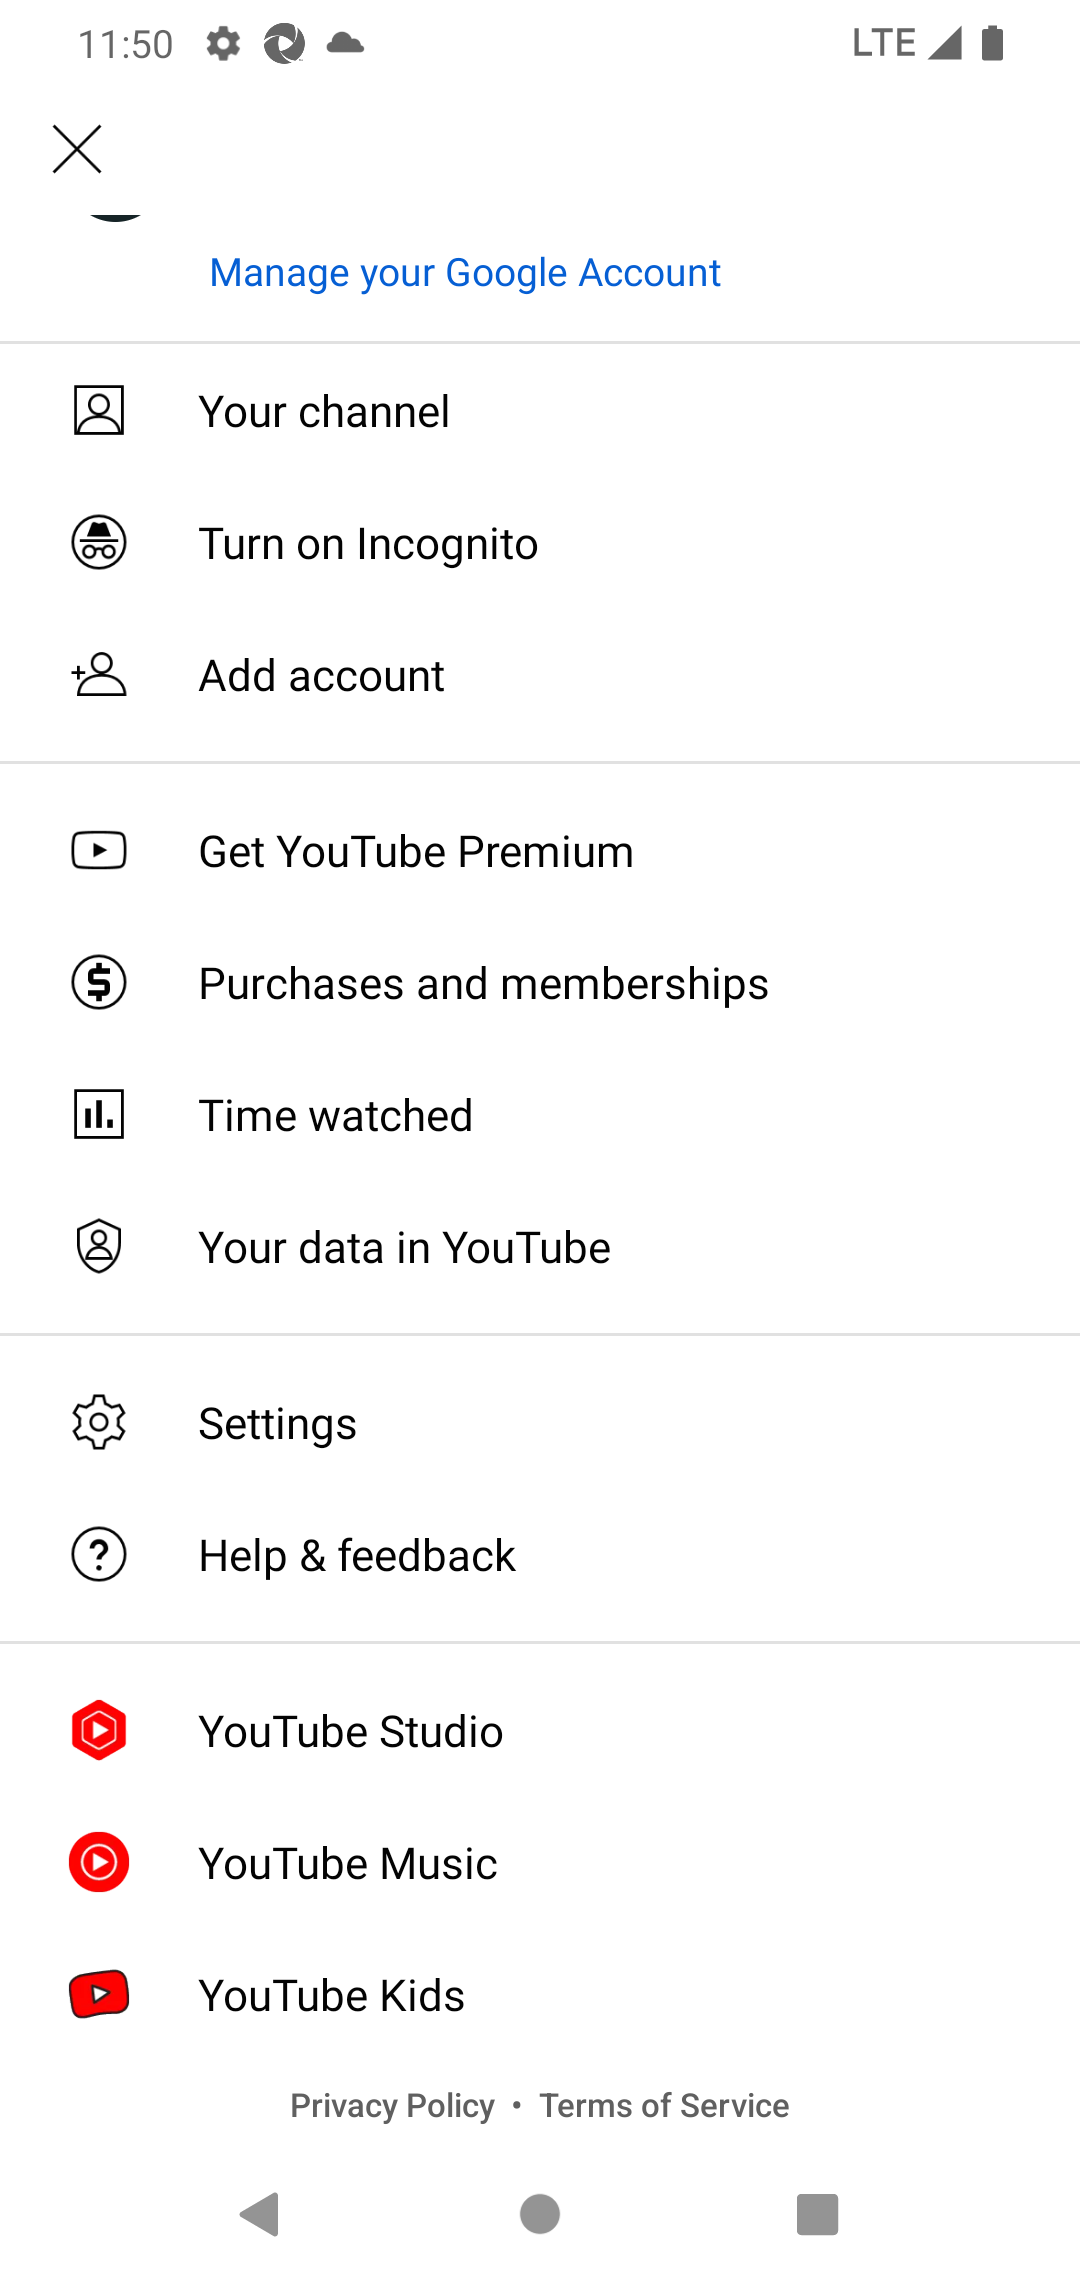 11:50
LTE
Manage your Google Account
Your channel
Turn on Incognito
Add account
Get YouTube Premium
Purchases and memberships
Time watched
Your data in YouTube
Settings
Help & feedback
YouTube Studio
YouTube Music
YouTube Kids
Privacy Policy • Terms of Service